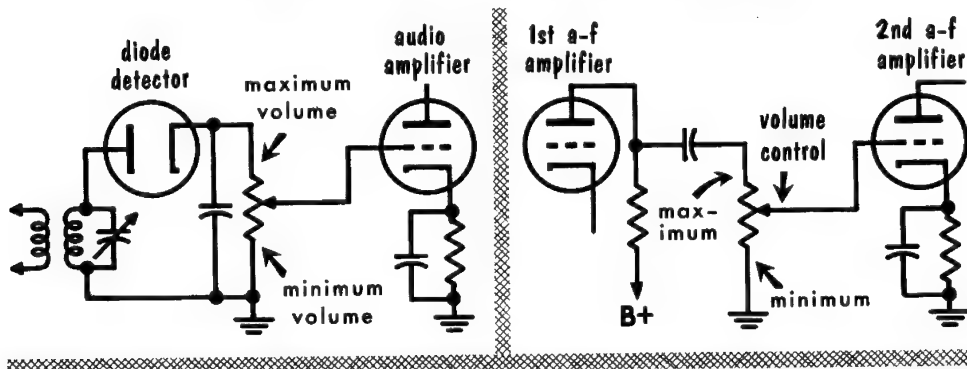 diode
detector
maximum
volume
audio
amplifier
minimum
volume
1st a-f
amplifier
2nd a-f
amplifier
volume
control
max-
imum
minimum
B+